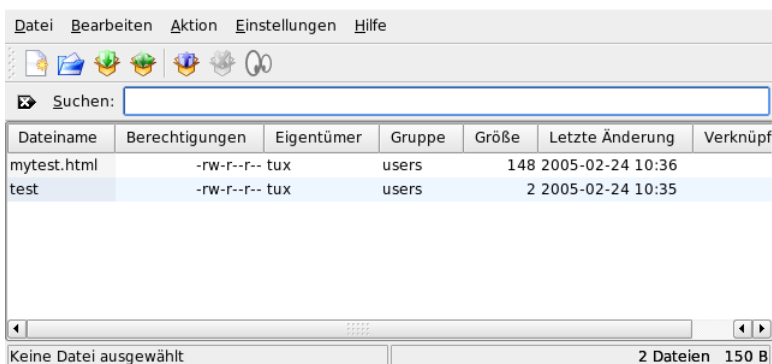 Datei Bearbeiten Aktion Einstellungen Hilfe
Suchen:
Dateiname Berechtigungen Eigentümer Gruppe Größe Letzte Änderung Verknüpf
mytest.html -rw-r--r-- tux users 148 2005-02-24 10:36
test -rw-r--r-- tux users 2 2005-02-24 10:35
Keine Datei ausgewählt 2 Dateien 150 B